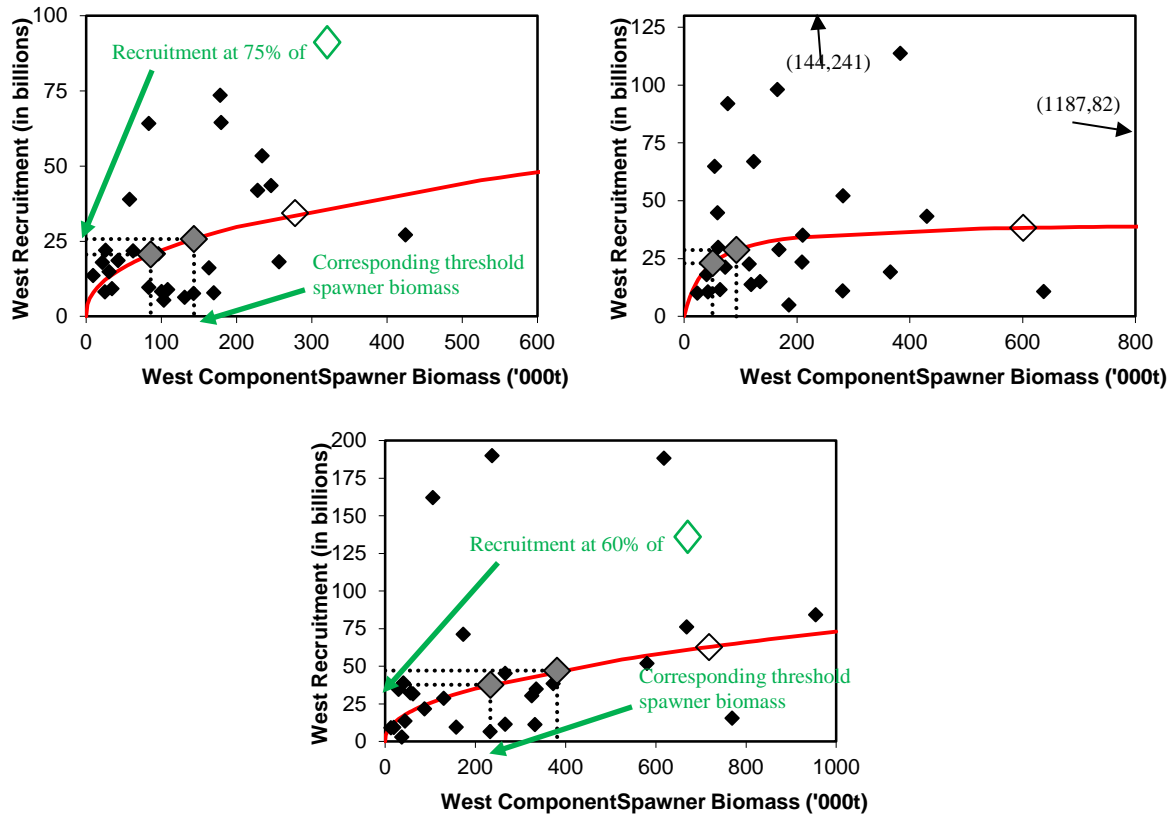 100
75
50
25
0
West Recruitment (in billions)
Recruitment at 75% of
Corresponding threshold
spawner biomass
0 100 200 300 400 500 600
West ComponentSpawner Biomass ('000t)
125
100
75
50
25
0
West Recruitment (in billions)
(144,241)
(1187,82)
0 200 400 600 800
West ComponentSpawner Biomass ('000t)
200
175
150
125
100
75
50
25
0
West Recruitment (in billions)
Recruitment at 60% of
Corresponding threshold
spawner biomass
0 200 400 600 800 1000
West ComponentSpawner Biomass ('000t)